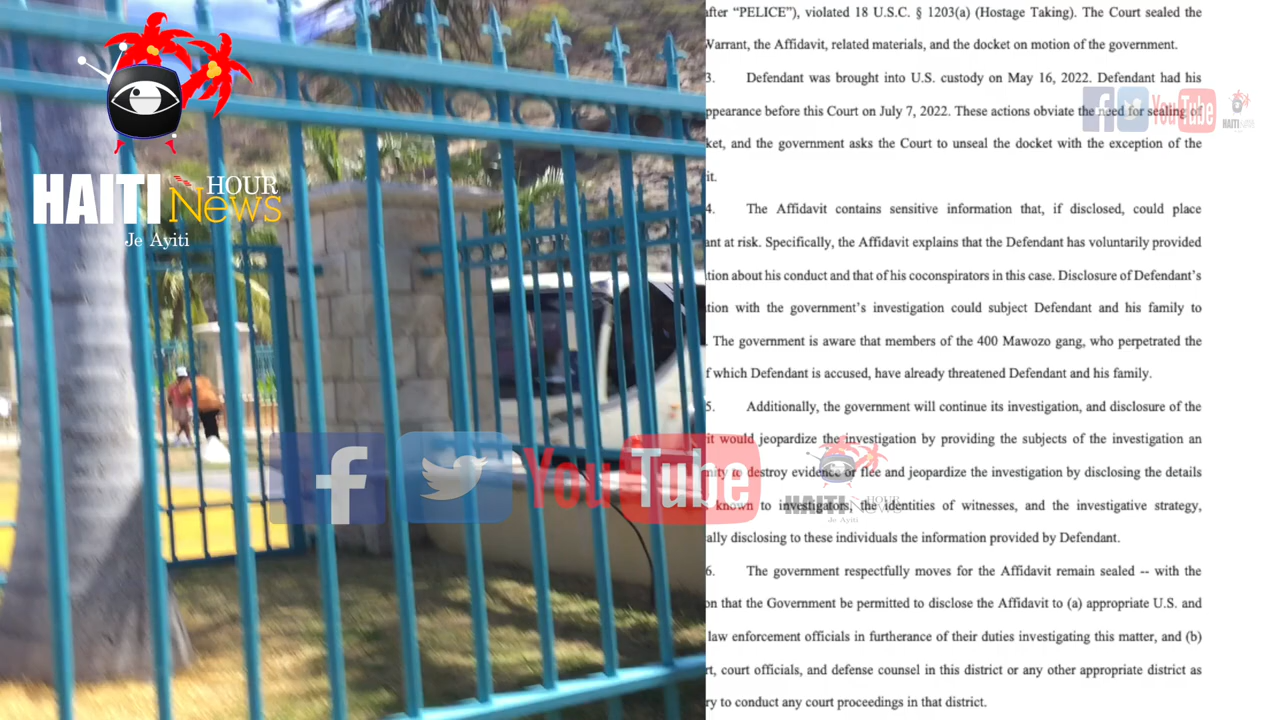 HAITI HOUR
News
Je Ayiti
after “PELICE”), violated 18 U.S.C. § 1203(a) (Hostage Taking). The Court sealed the
Warrant, the Affidavit, related materials, and the docket on motion of the government.
3. Defendant was brought into U.S. custody on May 16, 2022. Defendant had his
ppearance before this Court on July 7, 2022. These actions obviate the need for sealing of
ket, and the government asks the Court to unseal the docket with the exception of the
it.
4. The Affidavit contains sensitive information that, if disclosed, could place
ant at risk. Specifically, the Affidavit explains that the Defendant has voluntarily provided
tion about his conduct and that of his coconspirators in this case. Disclosure of Defendant’s
tion with the government’s investigation could subject Defendant and his family to
. The government is aware that members of the 400 Mawozo gang, who perpetrated the
f which Defendant is accused, have already threatened Defendant and his family.
5. Additionally, the government will continue its investigation, and disclosure of the
it would jeopardize the investigation by providing the subjects of the investigation an
nity to destroy evidence or flee and jeopardize the investigation by disclosing the details
known to investigators, the identities of witnesses, and the investigative strategy,
ally disclosing to these individuals the information provided by Defendant.
6. The government respectfully moves for the Affidavit remain sealed -- with the
on that the Government be permitted to disclose the Affidavit to (a) appropriate U.S. and
law enforcement officials in furtherance of their duties investigating this matter, and (b)
rt, court officials, and defense counsel in this district or any other appropriate district as
ry to conduct any court proceedings in that district.
f YouTube
HAITI HOUR
News
Je Ayiti
f YouTube
HAITI